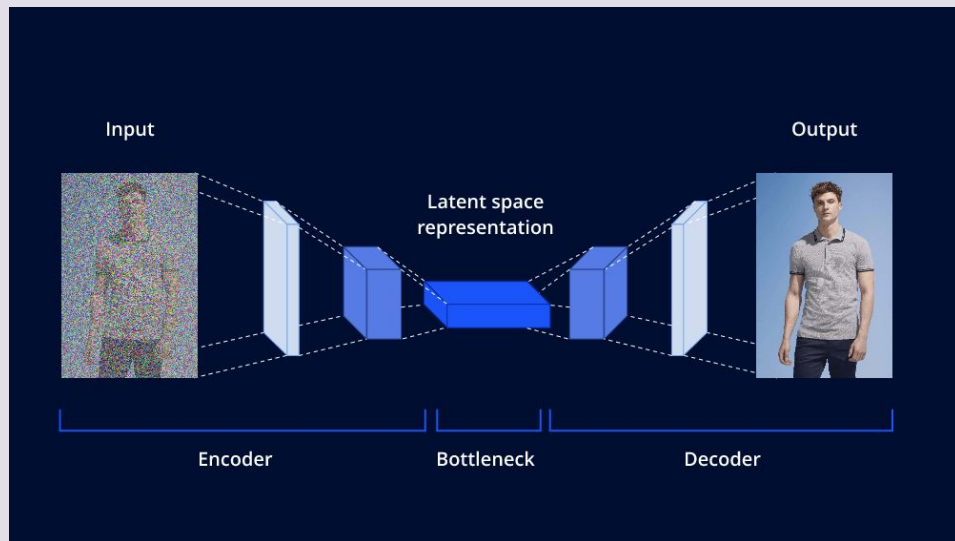 Input
Output
Latent space
representation
Encoder
Bottleneck
Decoder